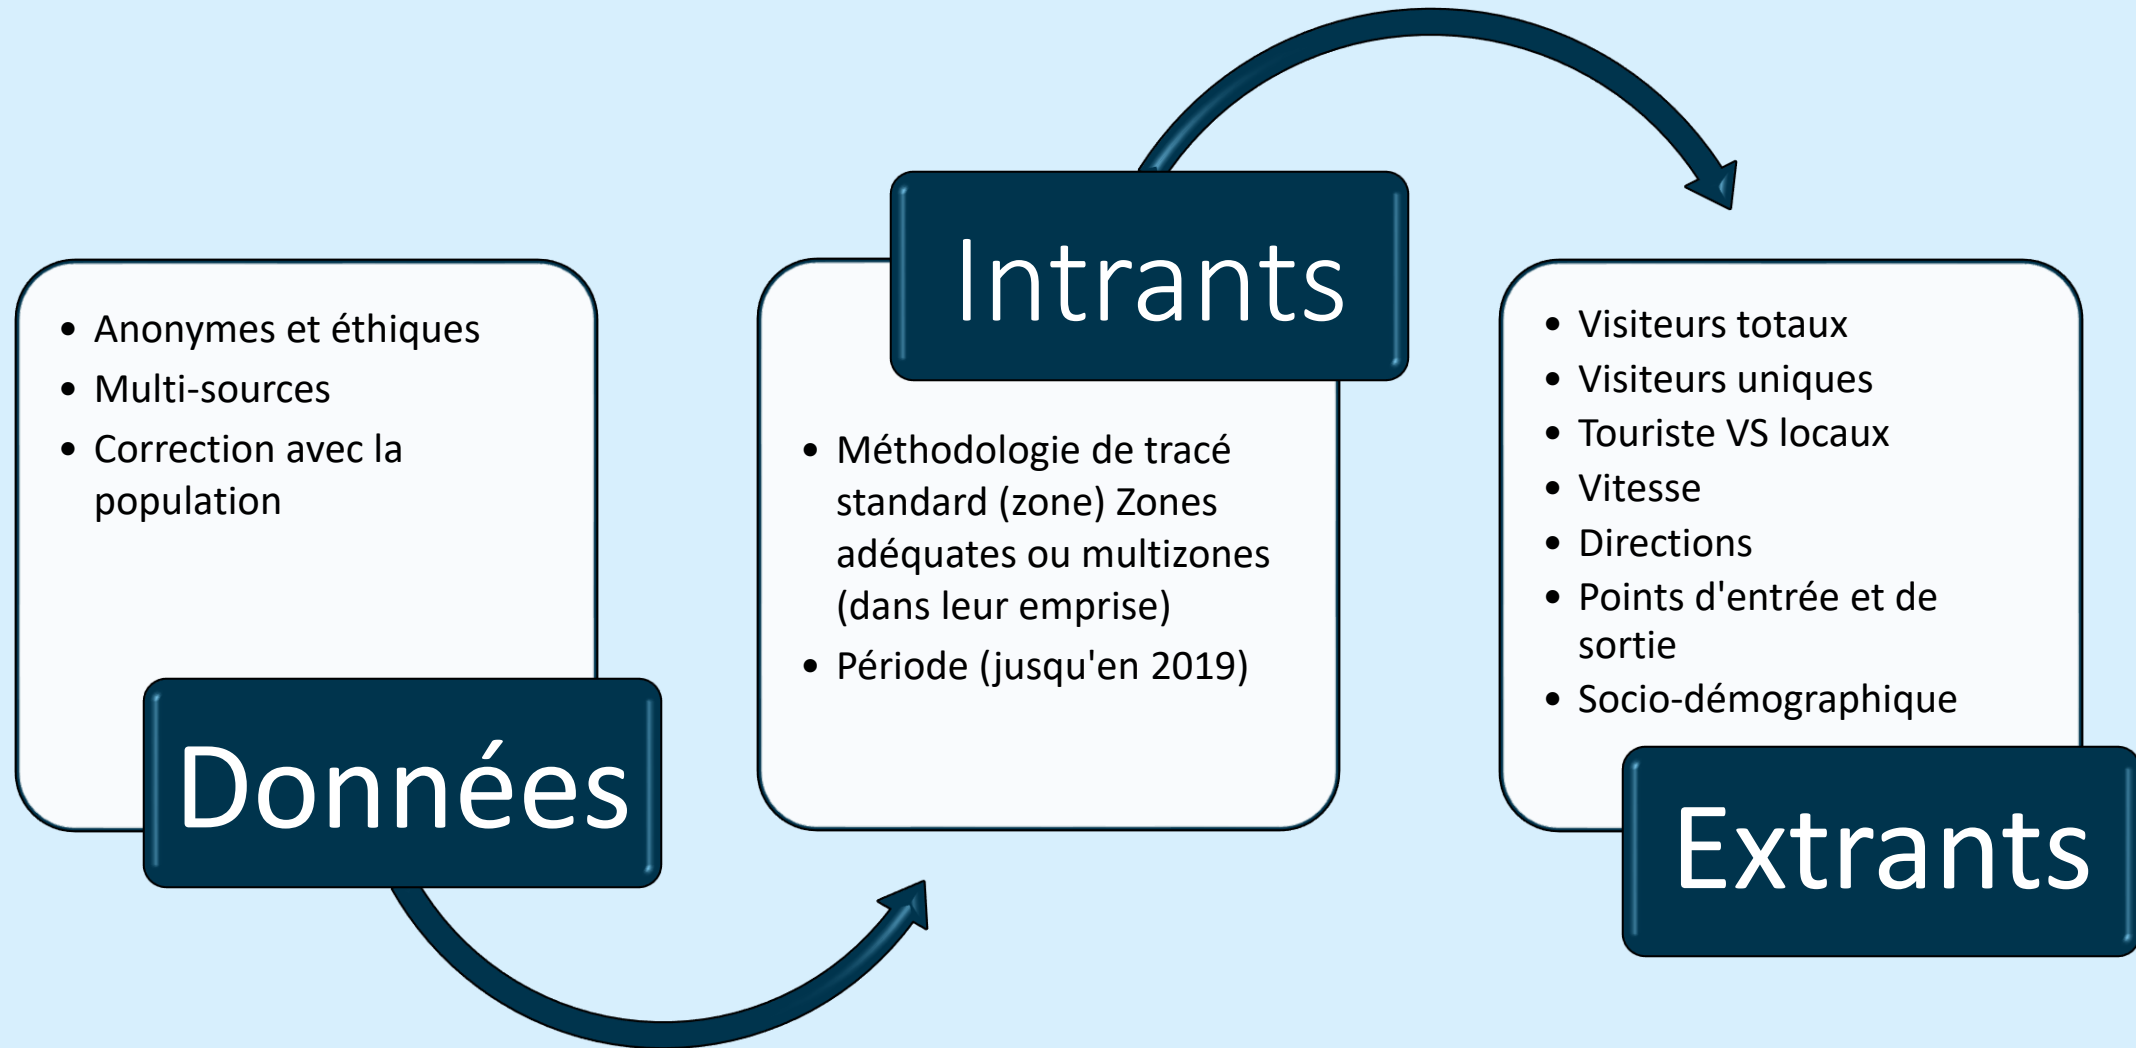 • Anonymes et éthiques
• Multi-sources
• Correction avec la
population
Données
Intrants
• Méthodologie de tracé
standard (zone) Zones
adéquates ou multizones
(dans leur emprise)
• Période (jusqu'en 2019)
• Visiteurs totaux
• Visiteurs uniques
• Touriste VS locaux
• Vitesse
• Directions
• Points d'entrée et de
sortie
• Socio-démographique
Extrants